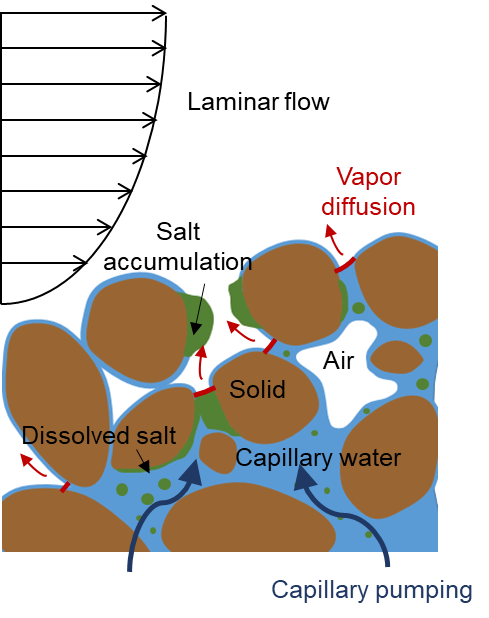 Laminar flow
Vapor
diffusion
Salt
accumulation
Air
Solid
Dissolved salt
Capillary water
Capillary pumping